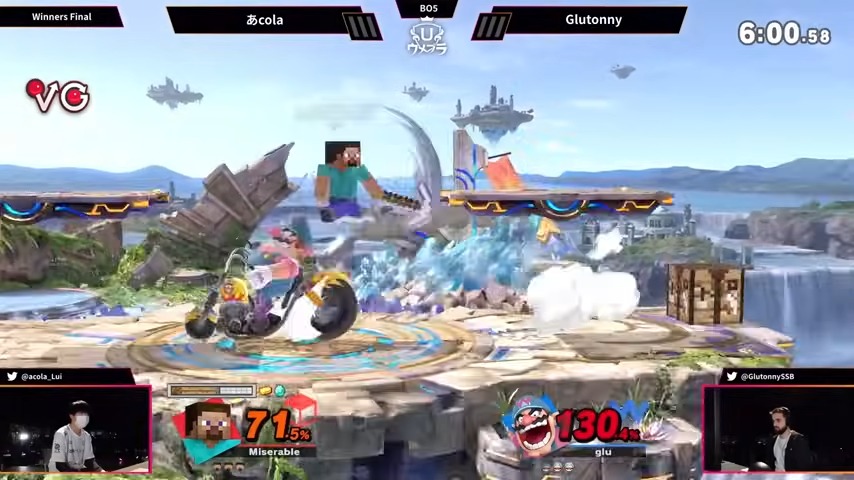 Winners Final
あcola
BO5
Glutonny
6:00.58
ウメブラ
VG
@acola_Lui
@GlutonnySSB
71.5%
130.4%
Miserable
glu